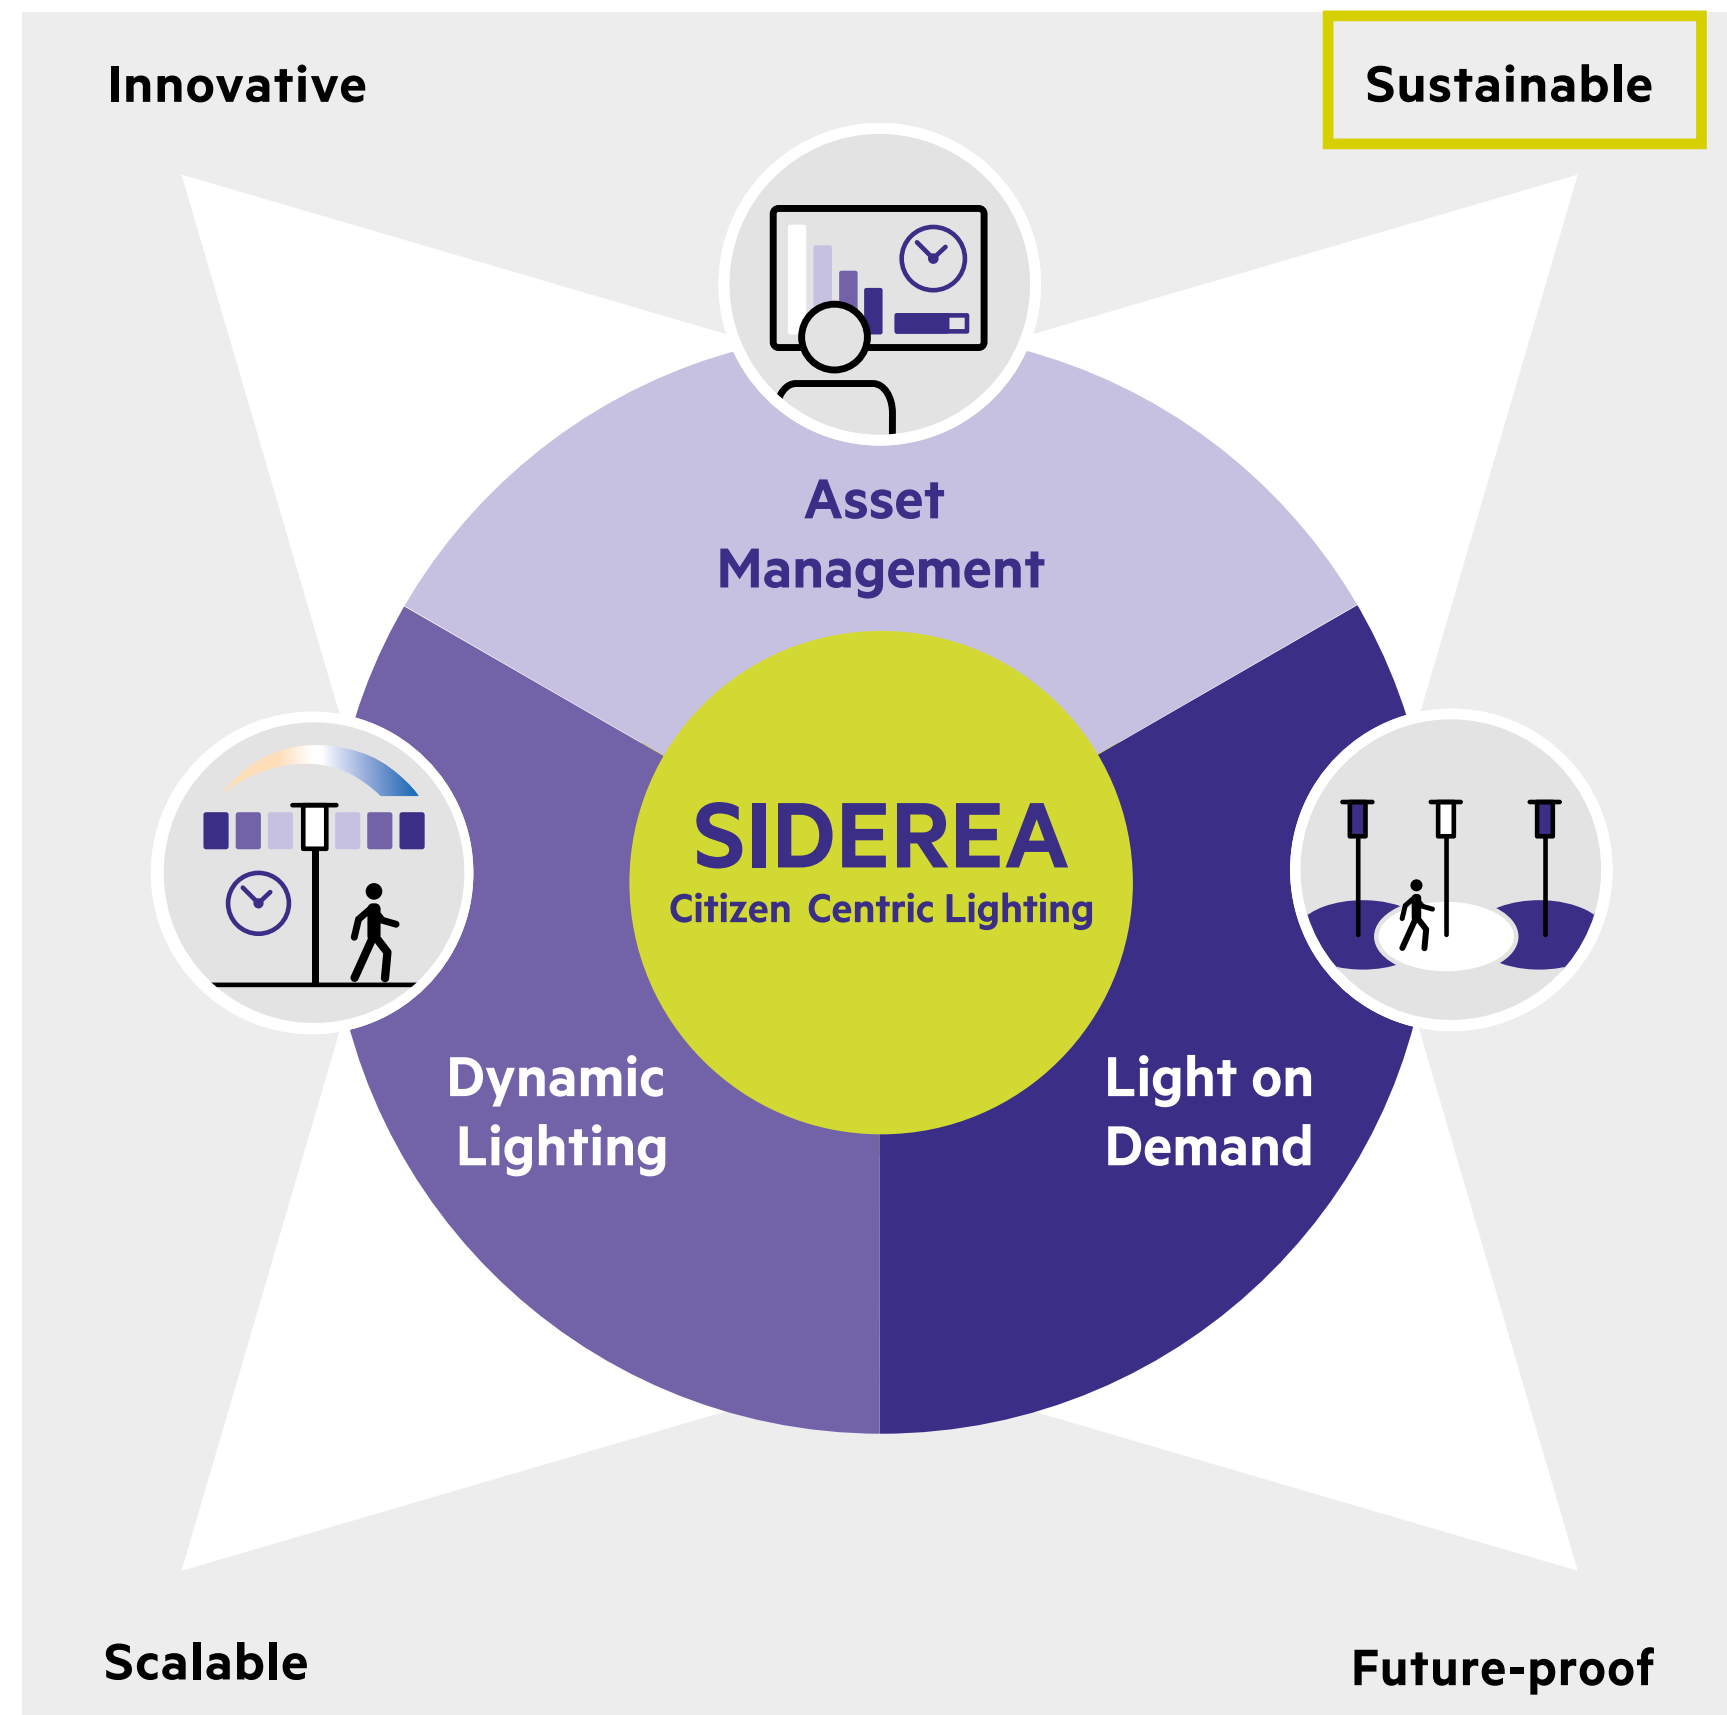 Innovative
Sustainable
Asset
Management
SIDEREA
Citizen Centric Lighting
Dynamic
Lighting
Light on
Demand
Scalable
Future-proof